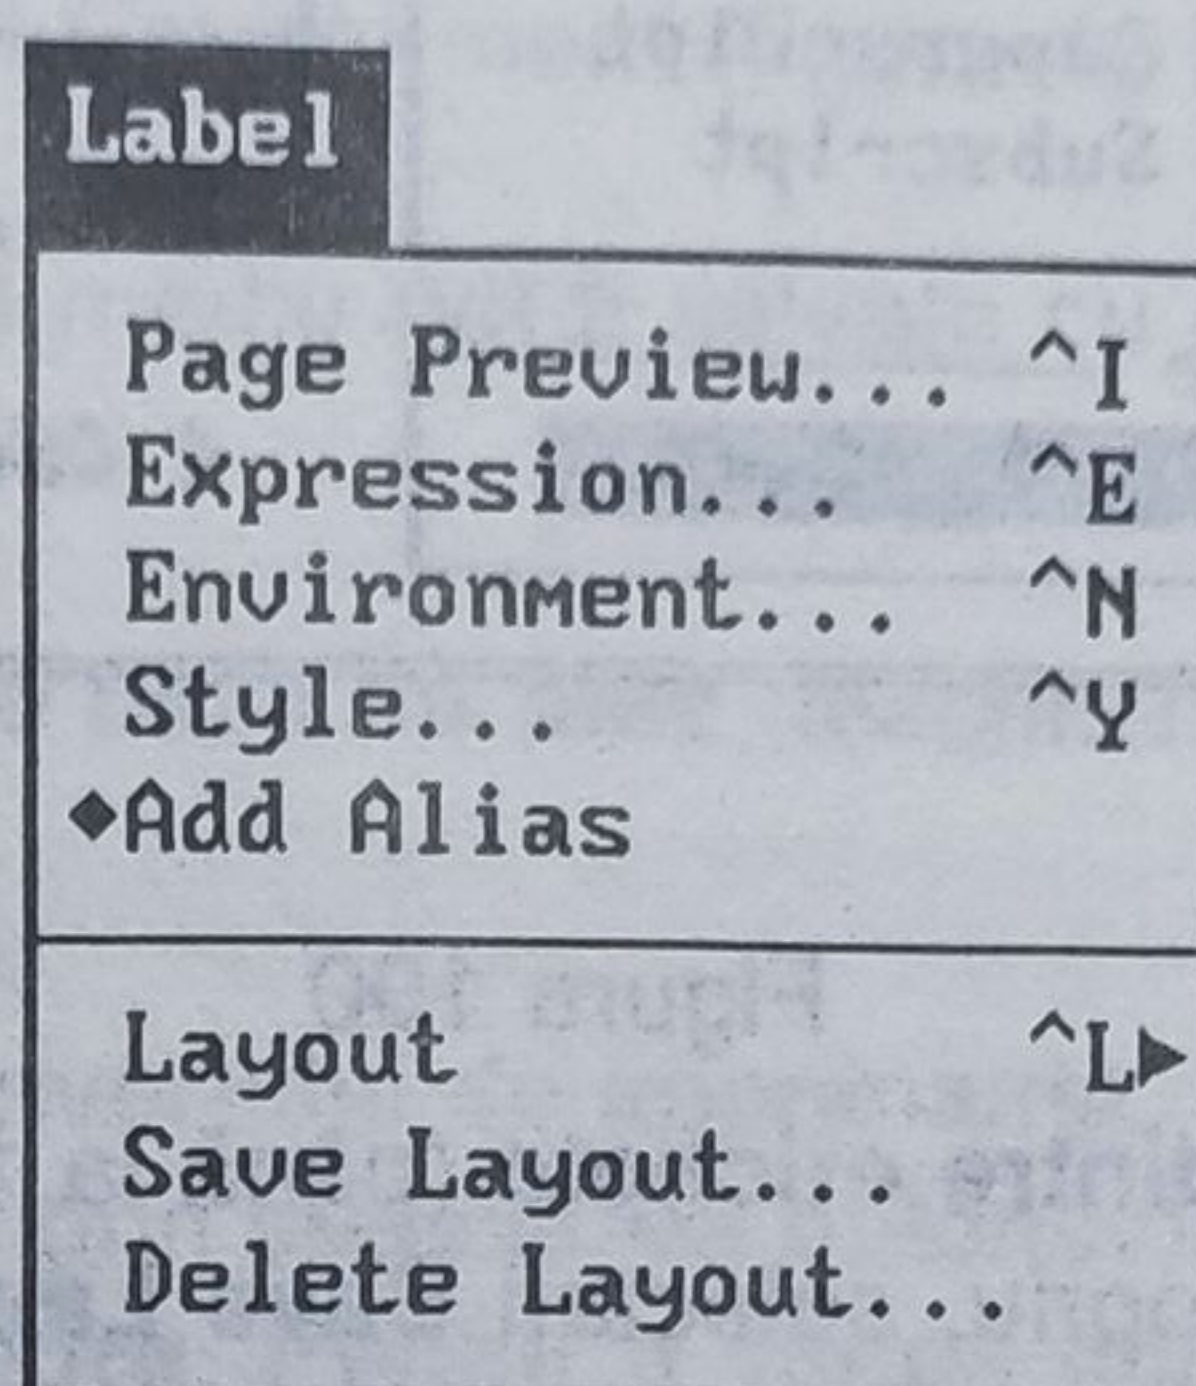 Label
Page Preview... ^I
Expression... ^E
Environment... ^N
Style... ^Y
◆Add Alias
Layout ^L▶
Save Layout...
Delete Layout...